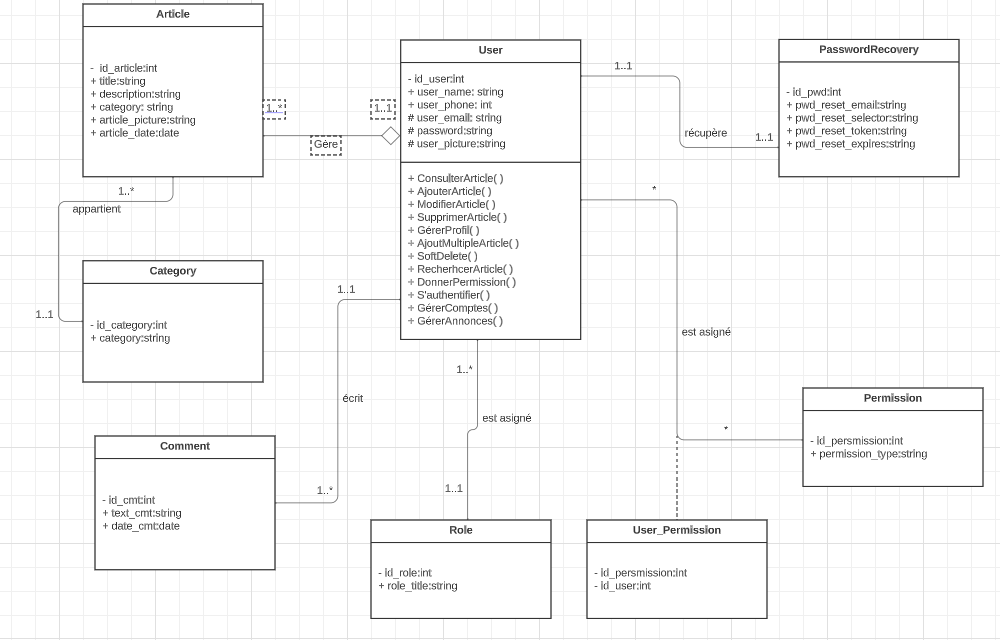 Article
- id_article:int
+ title:string
+ description:string
+ category: string
+ article_picture:string
+ article_date:date
1..*
1..1
Gère
User
- id_user:int
+ user_name: string
+ user_phone: int
# user_email: string
# password:string
# user_picture:string
+ ConsulterArticle( )
+ AjouterArticle( )
+ ModifierArticle( )
+ SupprimerArticle( )
+ GérerProfil( )
+ AjoutMultipleArticle( )
+ SoftDelete( )
+ RecherhcerArticle( )
+ DonnerPermission( )
+ S'authentifier( )
+ GérerComptes( )
+ GérerAnnonces( )
1..1
récupère
1..1
PasswordRecovery
- id_pwd:int
+ pwd_reset_email:string
+ pwd_reset_selector:string
+ pwd_reset_token:string
+ pwd_reset_expires:string
1..*
appartient
1..1
Category
- id_category:int
+ category:string
1..1
écrit
1..*
Comment
- id_cmt:int
+ text_cmt:string
+ date_cmt:date
1..*
est asigné
1..1
Role
- id_role:int
+ role_title:string
*
est asigné
*
Permission
- id_persmission:int
+ permission_type:string
User_Permission
- id_persmission:int
- id_user:int